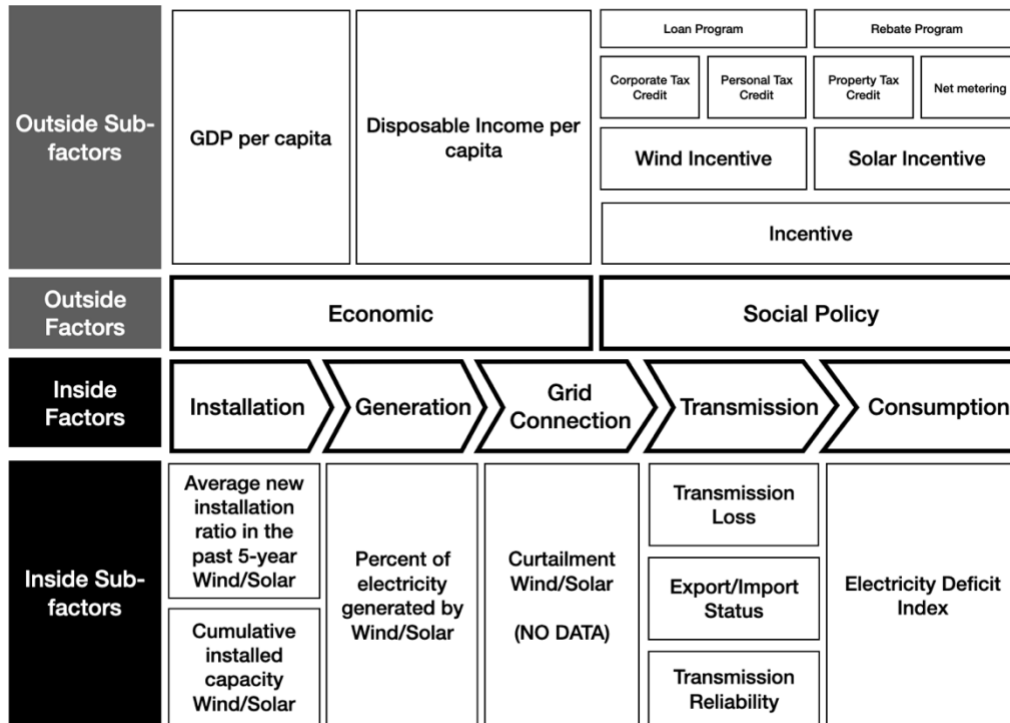 Outside Sub-
factors
GDP per capita
Disposable Income per
capita
Loan Program
Rebate Program
Corporate Tax
Credit
Personal Tax
Credit
Property Tax
Credit
Net metering
Wind Incentive
Solar Incentive
Incentive
Outside
Factors
Economic
Social Policy
Inside
Factors
Installation
Generation
Grid
Connection
Transmission
Consumption
Inside Sub-
factors
Average new
installation
ratio in the
past 5-year
Wind/Solar
Cumulative
installed
capacity
Wind/Solar
Percent of
electricity
generated by
Wind/Solar
Curtailment
Wind/Solar
(NO DATA)
Transmission
Loss
Export/Import
Status
Transmission
Reliability
Electricity Deficit
Index